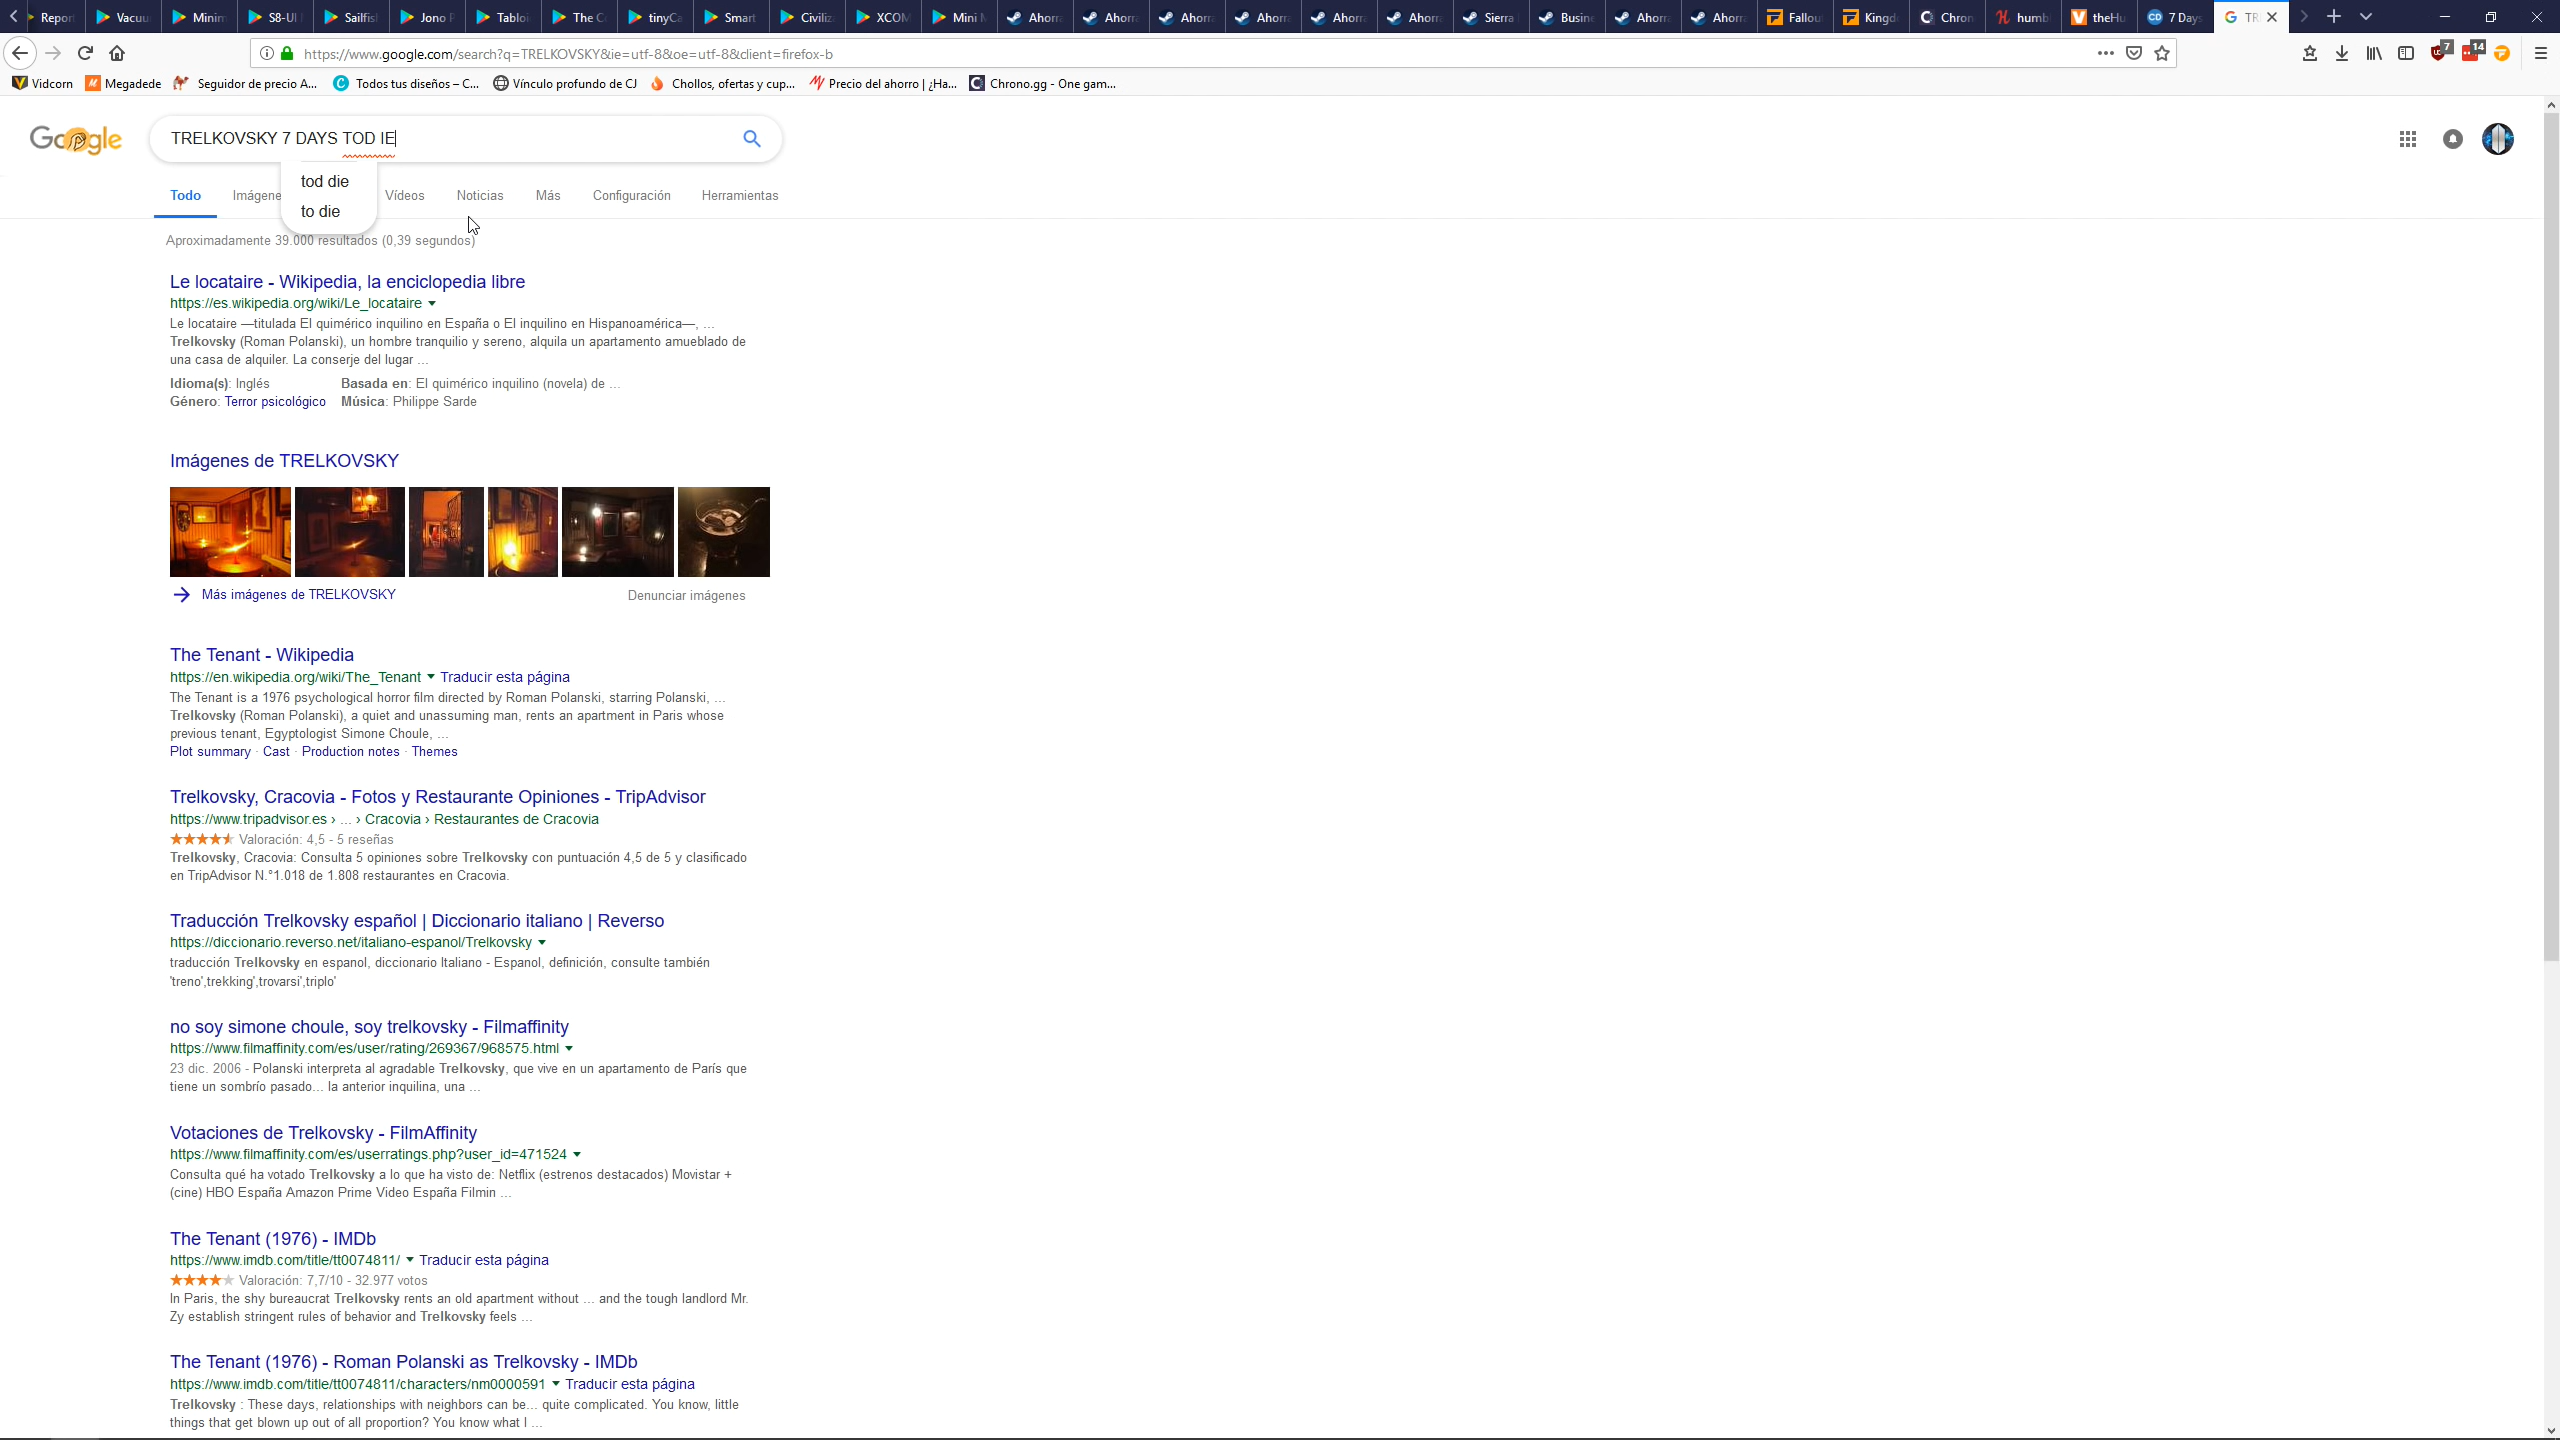 Report Vacuu Minim S8-UI Sailfis Jono P Tabloi The C tinyCa Smart Civiliz XCOM Mini M Ahorra Ahorra Ahorra Ahorra Ahorra Ahorra Sierra Busine Ahorra Ahorra Fallou Kingd Chron humb theHu 7 Days TR
https://www.google.com/search?q=TRELKOVSKY&ie=utf-8&oe=utf-8&client=firefox-b 7 14
Vidcorn Megadede Seguidor de precio A... Todos tus diseños – C... Vínculo profundo de CJ Chollos, ofertas y cup... Precio del ahorro | ¿Ha... Chrono.gg - One gam...
Google TRELKOVSKY 7 DAYS TOD IE
tod die
to die
Todo Imágene Vídeos Noticias Más Configuración Herramientas
Aproximadamente 39.000 resultados (0,39 segundos)
Le locataire - Wikipedia, la enciclopedia libre
https://es.wikipedia.org/wiki/Le_locataire
Le locataire —titulada El quimérico inquilino en España o El inquilino en Hispanoamérica—, ...
Trelkovsky (Roman Polanski), un hombre tranquilo y sereno, alquila un apartamento amueblado de
una casa de alquiler. La conserje del lugar ...
Idioma(s): Inglés Basada en: El quimérico inquilino (novela) de ...
Género: Terror psicológico Música: Philippe Sarde
Imágenes de TRELKOVSKY
Más imágenes de TRELKOVSKY Denunciar imágenes
The Tenant - Wikipedia
https://en.wikipedia.org/wiki/The_Tenant Traducir esta página
The Tenant is a 1976 psychological horror film directed by Roman Polanski, starring Polanski, ...
Trelkovsky (Roman Polanski), a quiet and unassuming man, rents an apartment in Paris whose
previous tenant, Egyptologist Simone Choule, ...
Plot summary · Cast · Production notes · Themes
Trelkovsky, Cracovia - Fotos y Restaurante Opiniones - TripAdvisor
https://www.tripadvisor.es › ... › Cracovia › Restaurantes de Cracovia
Valoración: 4,5 - 5 reseñas
Trelkovsky, Cracovia: Consulta 5 opiniones sobre Trelkovsky con puntuación 4,5 de 5 y clasificado
en TripAdvisor N.°1.018 de 1.808 restaurantes en Cracovia.
Traducción Trelkovsky español | Diccionario italiano | Reverso
https://diccionario.reverso.net/italiano-espanol/Trelkovsky
traducción Trelkovsky en espanol, diccionario Italiano - Espanol, definición, consulte también
'treno',trekking',trovarsi',triplo'
no soy simone choule, soy trelkovsky - Filmaffinity
https://www.filmaffinity.com/es/user/rating/269367/968575.html
23 dic. 2006 - Polanski interpreta al agradable Trelkovsky, que vive en un apartamento de París que
tiene un sombrío pasado... la anterior inquilina, una ...
Votaciones de Trelkovsky - FilmAffinity
https://www.filmaffinity.com/es/userratings.php?user_id=471524
Consulta qué ha votado Trelkovsky a lo que ha visto de: Netflix (estrenos destacados) Movistar +
(cine) HBO España Amazon Prime Video España Filmin ...
The Tenant (1976) - IMDb
https://www.imdb.com/title/tt0074811/ Traducir esta página
Valoración: 7,7/10 - 32.977 votos
In Paris, the shy bureaucrat Trelkovsky rents an old apartment without ... and the tough landlord Mr.
Zy establish stringent rules of behavior and Trelkovsky feels ...
The Tenant (1976) - Roman Polanski as Trelkovsky - IMDb
https://www.imdb.com/title/tt0074811/characters/nm0000591 Traducir esta página
Trelkovsky : These days, relationships with neighbors can be... quite complicated. You know, little
things that get blown up out of all proportion? You know what I ...